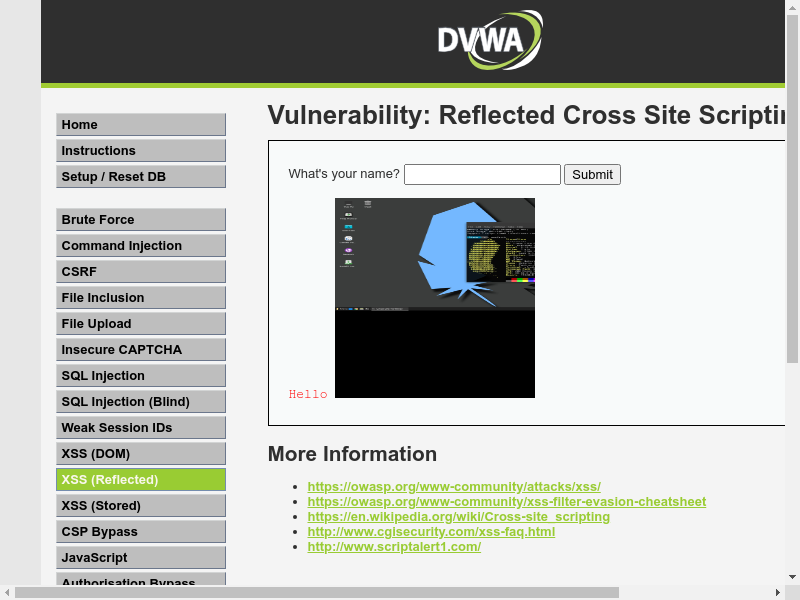 DVWA
Home
Instructions
Setup / Reset DB
Brute Force
Command Injection
CSRF
File Inclusion
File Upload
Insecure CAPTCHA
SQL Injection
SQL Injection (Blind)
Weak Session IDs
XSS (DOM)
XSS (Reflected)
XSS (Stored)
CSP Bypass
JavaScript
Authorisation Bypass
Vulnerability: Reflected Cross Site Scripti
What's your name? Submit
Hello
More Information
https://owasp.org/www-community/attacks/xss/
https://owasp.org/www-community/xss-filter-evasion-cheatsheet
https://en.wikipedia.org/wiki/Cross-site_scripting
http://www.cgisecurity.com/xss-faq.html
http://www.scriptalert1.com/